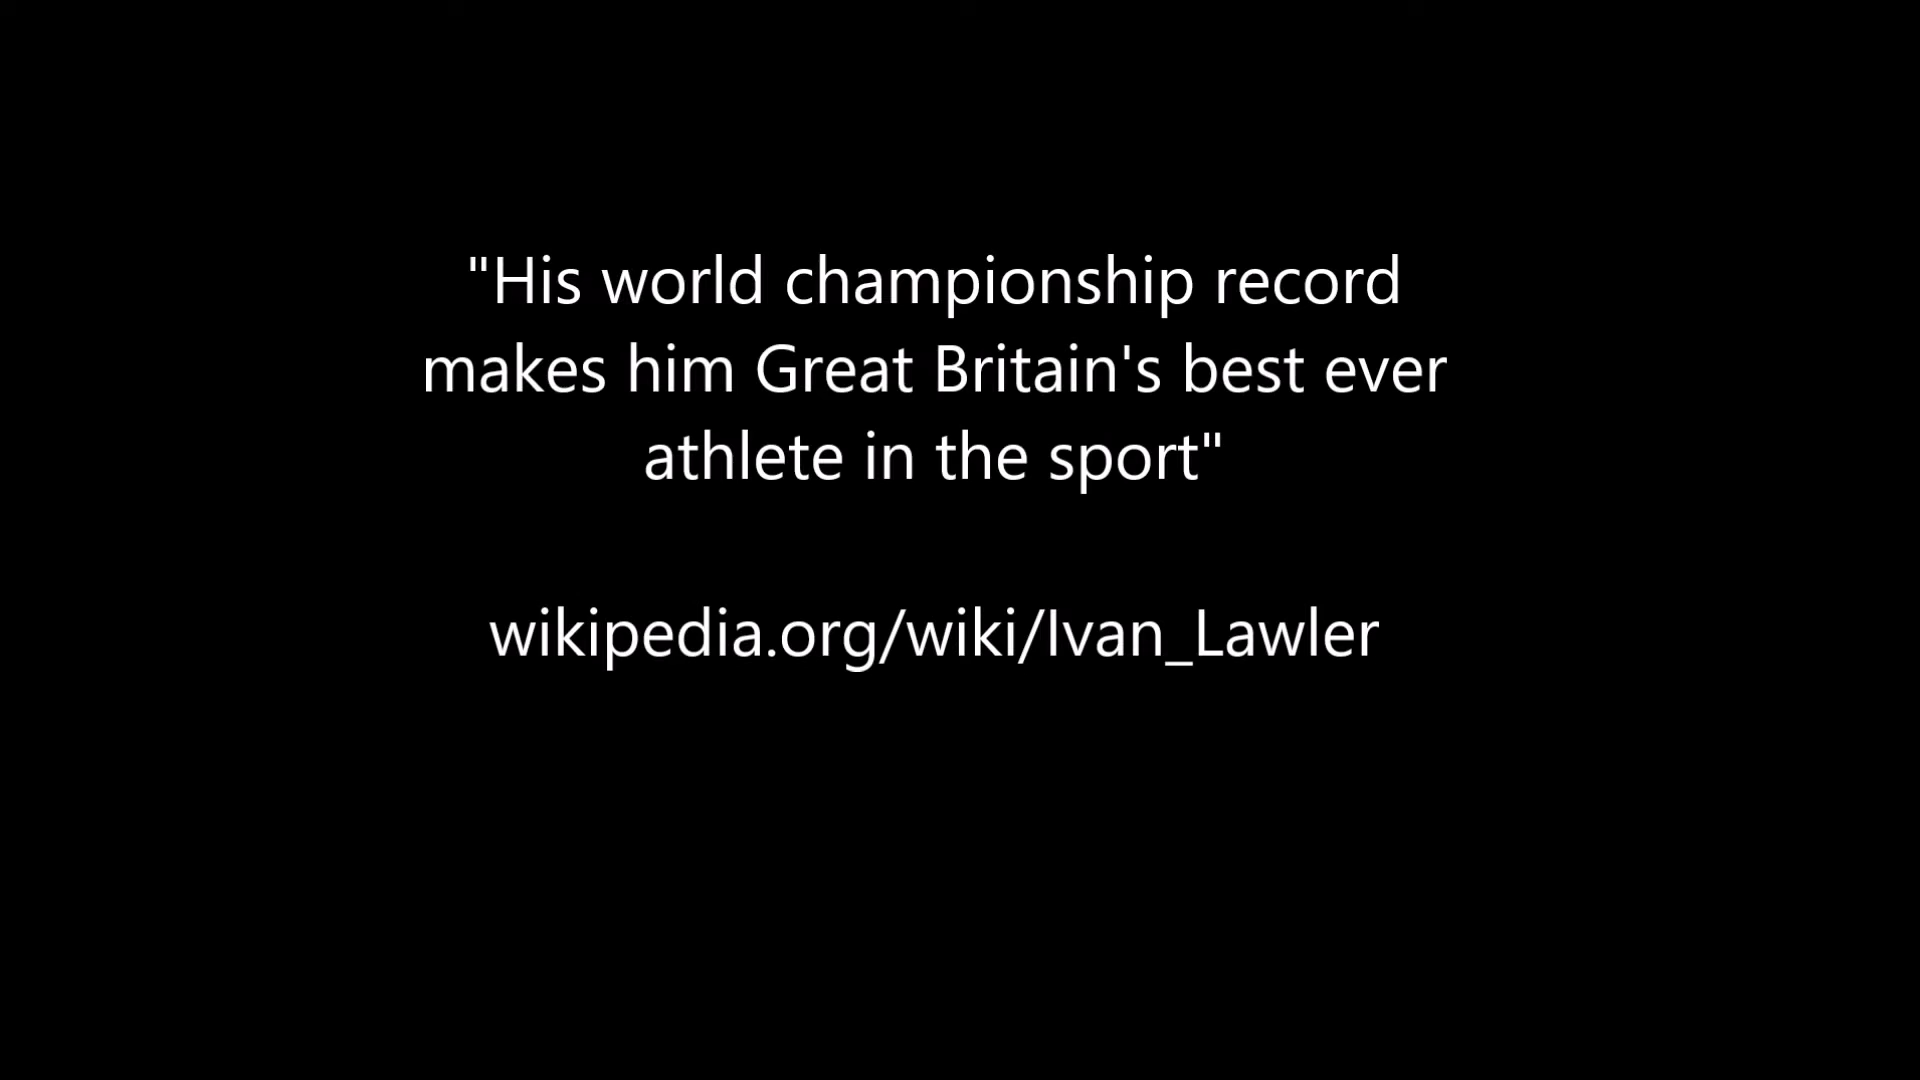 "His world championship record
makes him Great Britain's best ever
athlete in the sport"
wikipedia.org/wiki/Ivan_Lawler